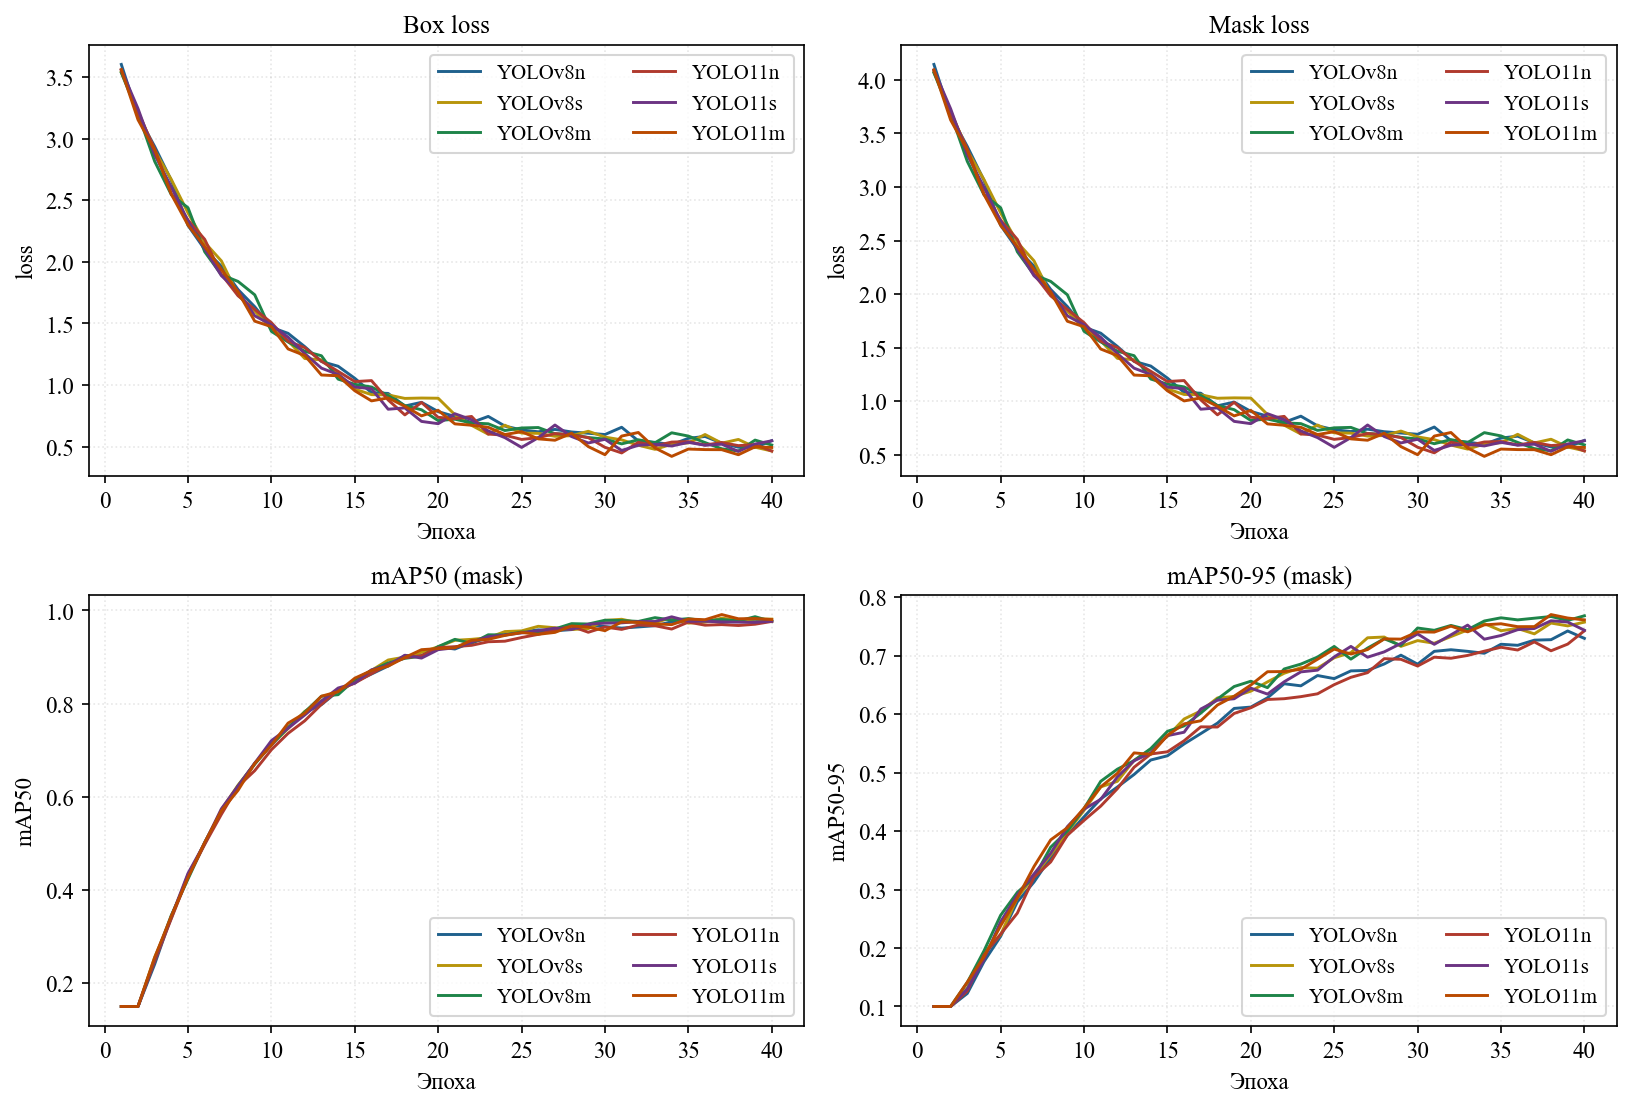 Box loss
3.5
3.0
2.5
2.0
1.5
1.0
0.5
loss
YOLOv8n YOLO11n
YOLOv8s YOLO11s
YOLOv8m YOLO11m
0 5 10 15 20 25 30 35 40
Эпоха
Mask loss
4.0
3.5
3.0
2.5
2.0
1.5
1.0
0.5
loss
YOLOv8n YOLO11n
YOLOv8s YOLO11s
YOLOv8m YOLO11m
0 5 10 15 20 25 30 35 40
Эпоха
mAP50 (mask)
1.0
0.8
0.6
0.4
0.2
mAP50
YOLOv8n YOLO11n
YOLOv8s YOLO11s
YOLOv8m YOLO11m
0 5 10 15 20 25 30 35 40
Эпоха
mAP50-95 (mask)
0.8
0.7
0.6
0.5
0.4
0.3
0.2
0.1
mAP50-95
YOLOv8n YOLO11n
YOLOv8s YOLO11s
YOLOv8m YOLO11m
0 5 10 15 20 25 30 35 40
Эпоха